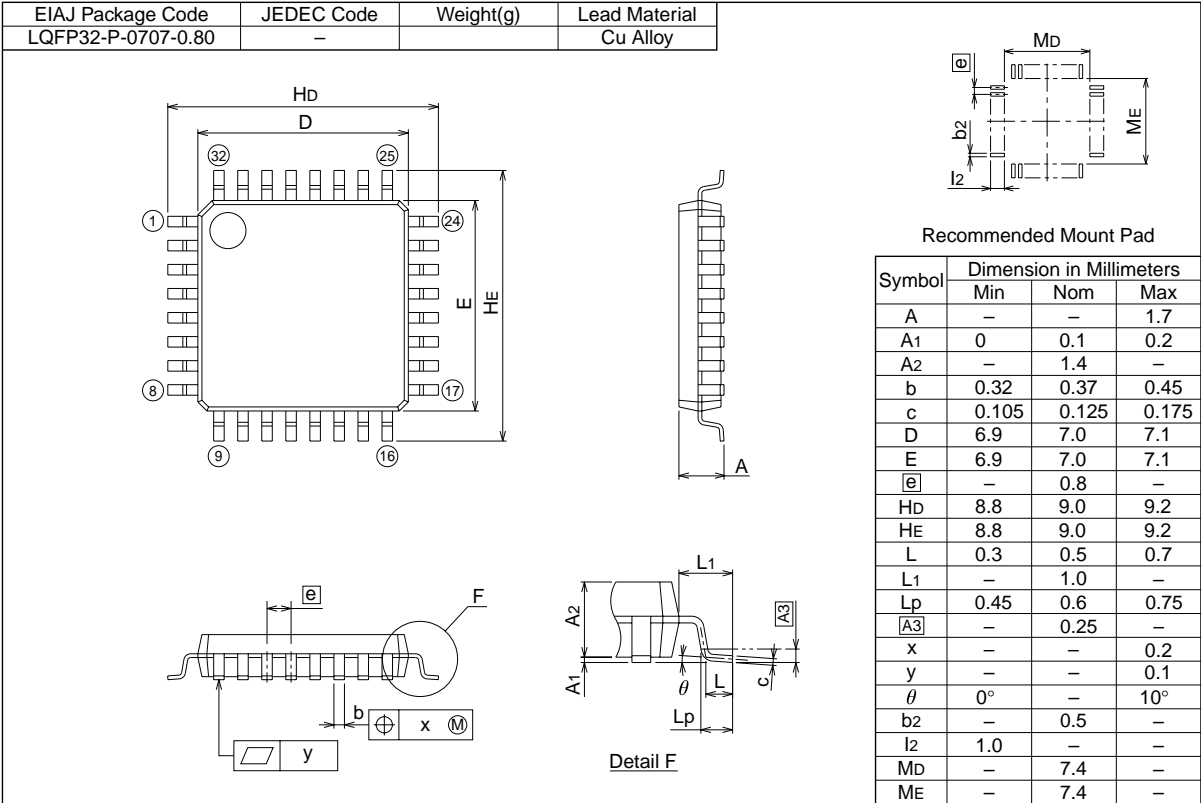 EIAJ Package Code JEDEC Code Weight(g) Lead Material
LQFP32-P-0707-0.80 – Cu Alloy
HD
D
32 25
1 24
E
HE
8 17
9 16
A
MD
e
b2
ME
I2
Recommended Mount Pad
Symbol Dimension in Millimeters
Min Nom Max
A – – 1.7
A1 0 0.1 0.2
A2 – 1.4 –
b 0.32 0.37 0.45
c 0.105 0.125 0.175
D 6.9 7.0 7.1
E 6.9 7.0 7.1
e – 0.8 –
HD 8.8 9.0 9.2
HE 8.8 9.0 9.2
L 0.3 0.5 0.7
L1 – 1.0 –
Lp 0.45 0.6 0.75
A3 – 0.25 –
x – – 0.2
y – – 0.1
θ 0° – 10°
b2 – 0.5 –
I2 1.0 – –
MD – 7.4 –
ME – 7.4 –
e
F
b
x M
y
L1
A2
A3
A1
θ
L
c
Lp
Detail F